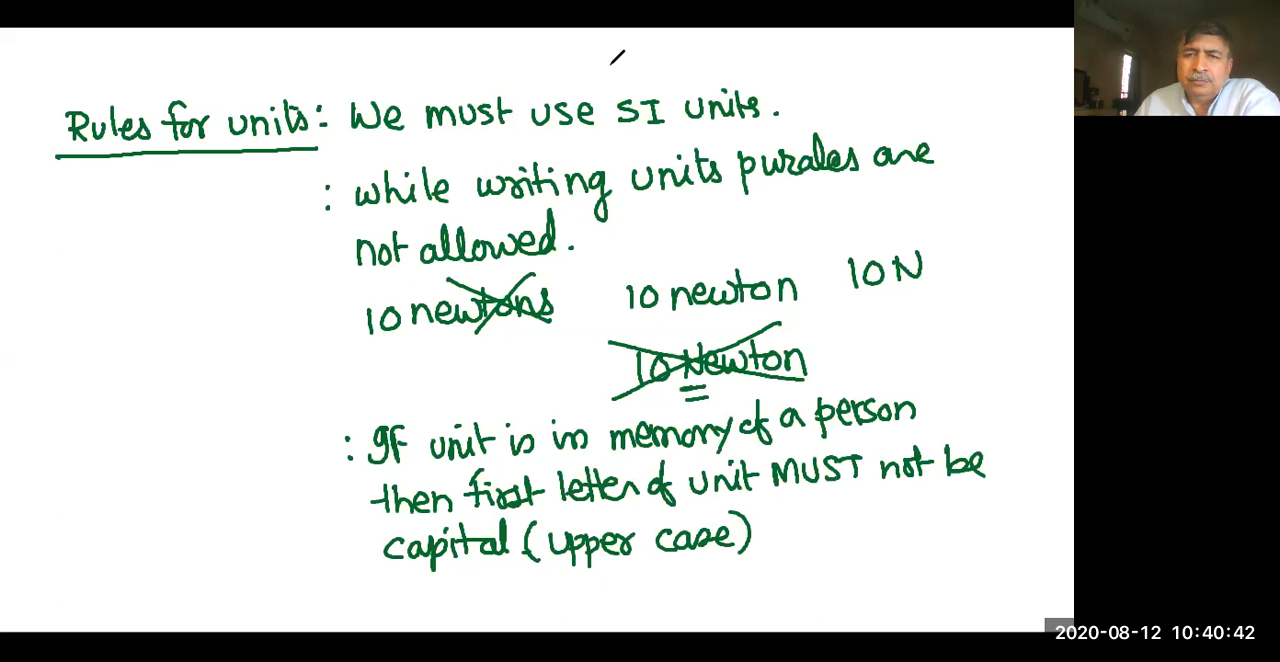 Rules for units: We must use SI units.
: while writing units purales are
not allowed.
10 newtons 10 newton 10 N
10 Newton
: If unit is in memory of a person
then first letter of unit MUST not be
capital (upper case)
2020-08-12 10:40:42